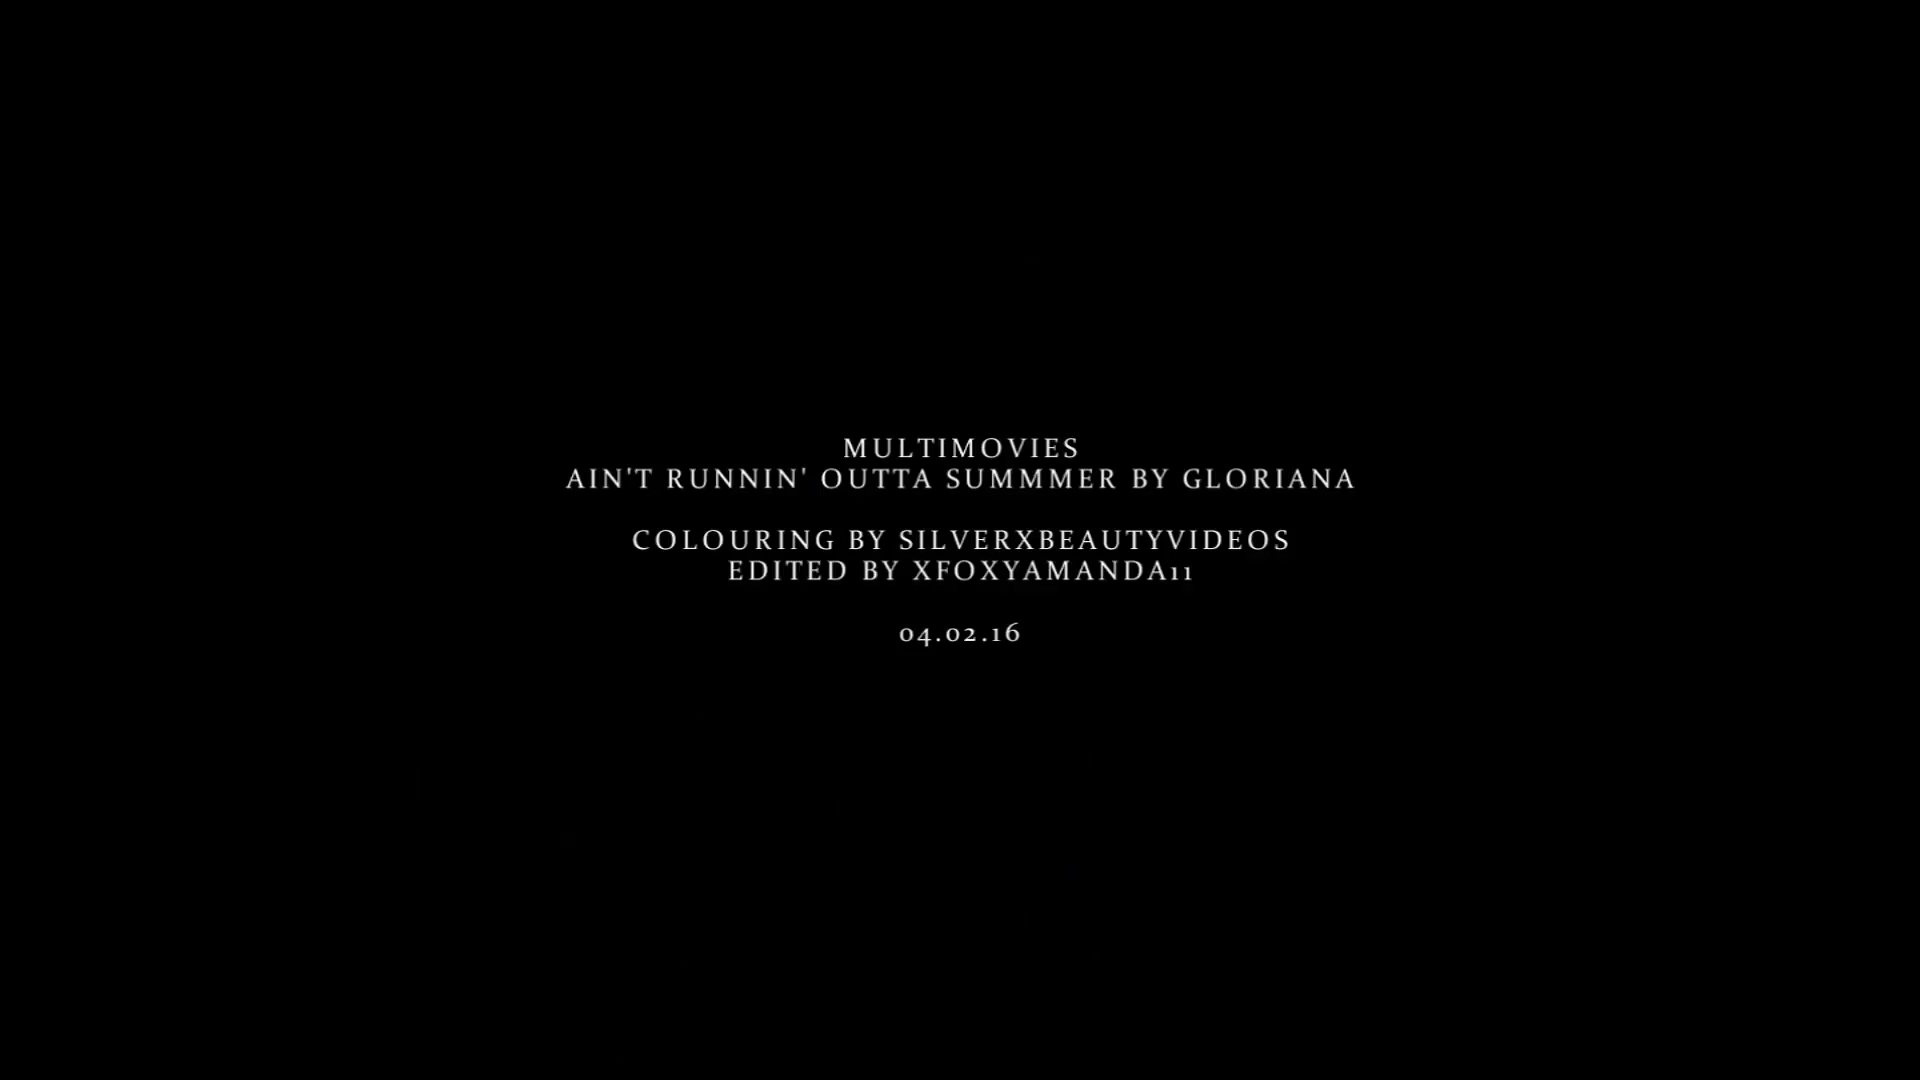 MULTIMOVIES
AIN'T RUNNIN' OUTTA SUMMMER BY GLORIANA
COLOURING BY SILVERXBEAUTYVIDEOS
EDITED BY XFOXYAMANDA11
04.02.16